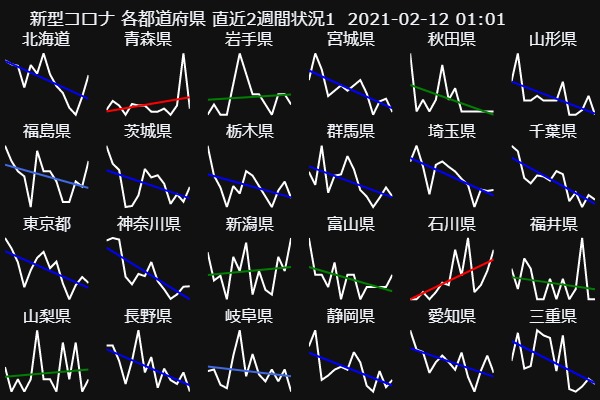 新型コロナ 各都道府県 直近2週間状況1 2021-02-12 01:01
北海道 青森県 岩手県 宮城県 秋田県 山形県
福島県 茨城県 栃木県 群馬県 埼玉県 千葉県
東京都 神奈川県 新潟県 富山県 石川県 福井県
山梨県 長野県 岐阜県 静岡県 愛知県 三重県